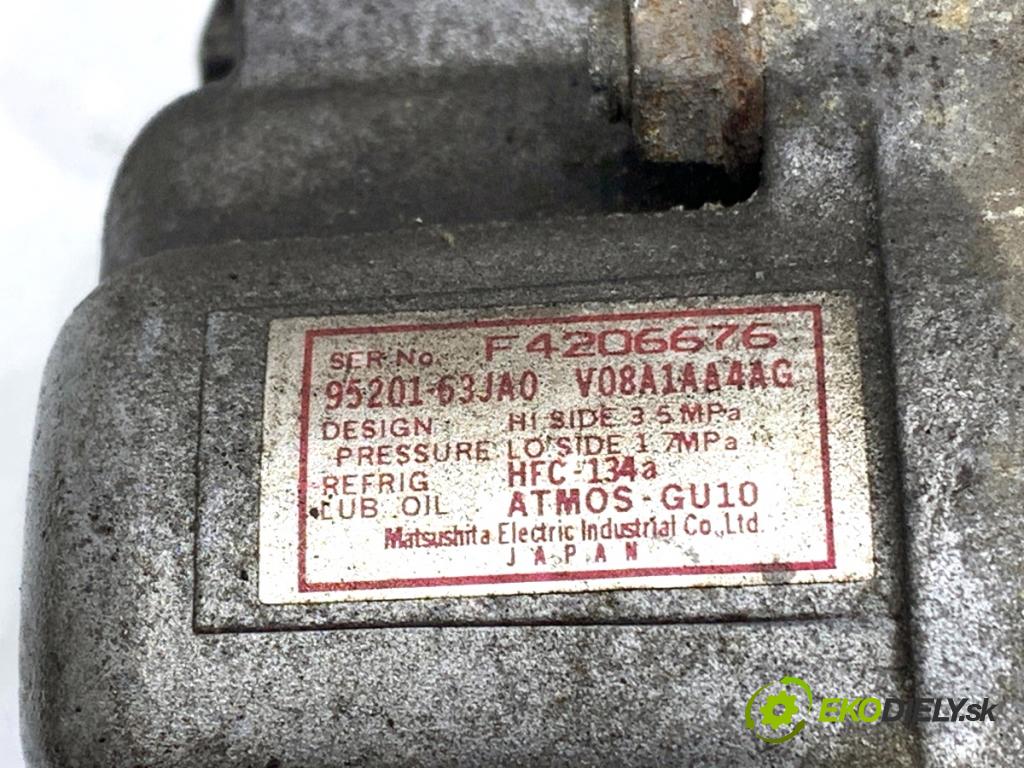 SER No. F4206676
95201-63JA0 V08A1AA4AG
DESIGN HI SIDE 3.5MPa
PRESSURE LO SIDE 1.7MPa
REFRIG HFC-134a
LUB OIL ATMOS-GU10
Matsushita Electric Industrial Co.,Ltd.
JAPAN
EKODIELY.sk